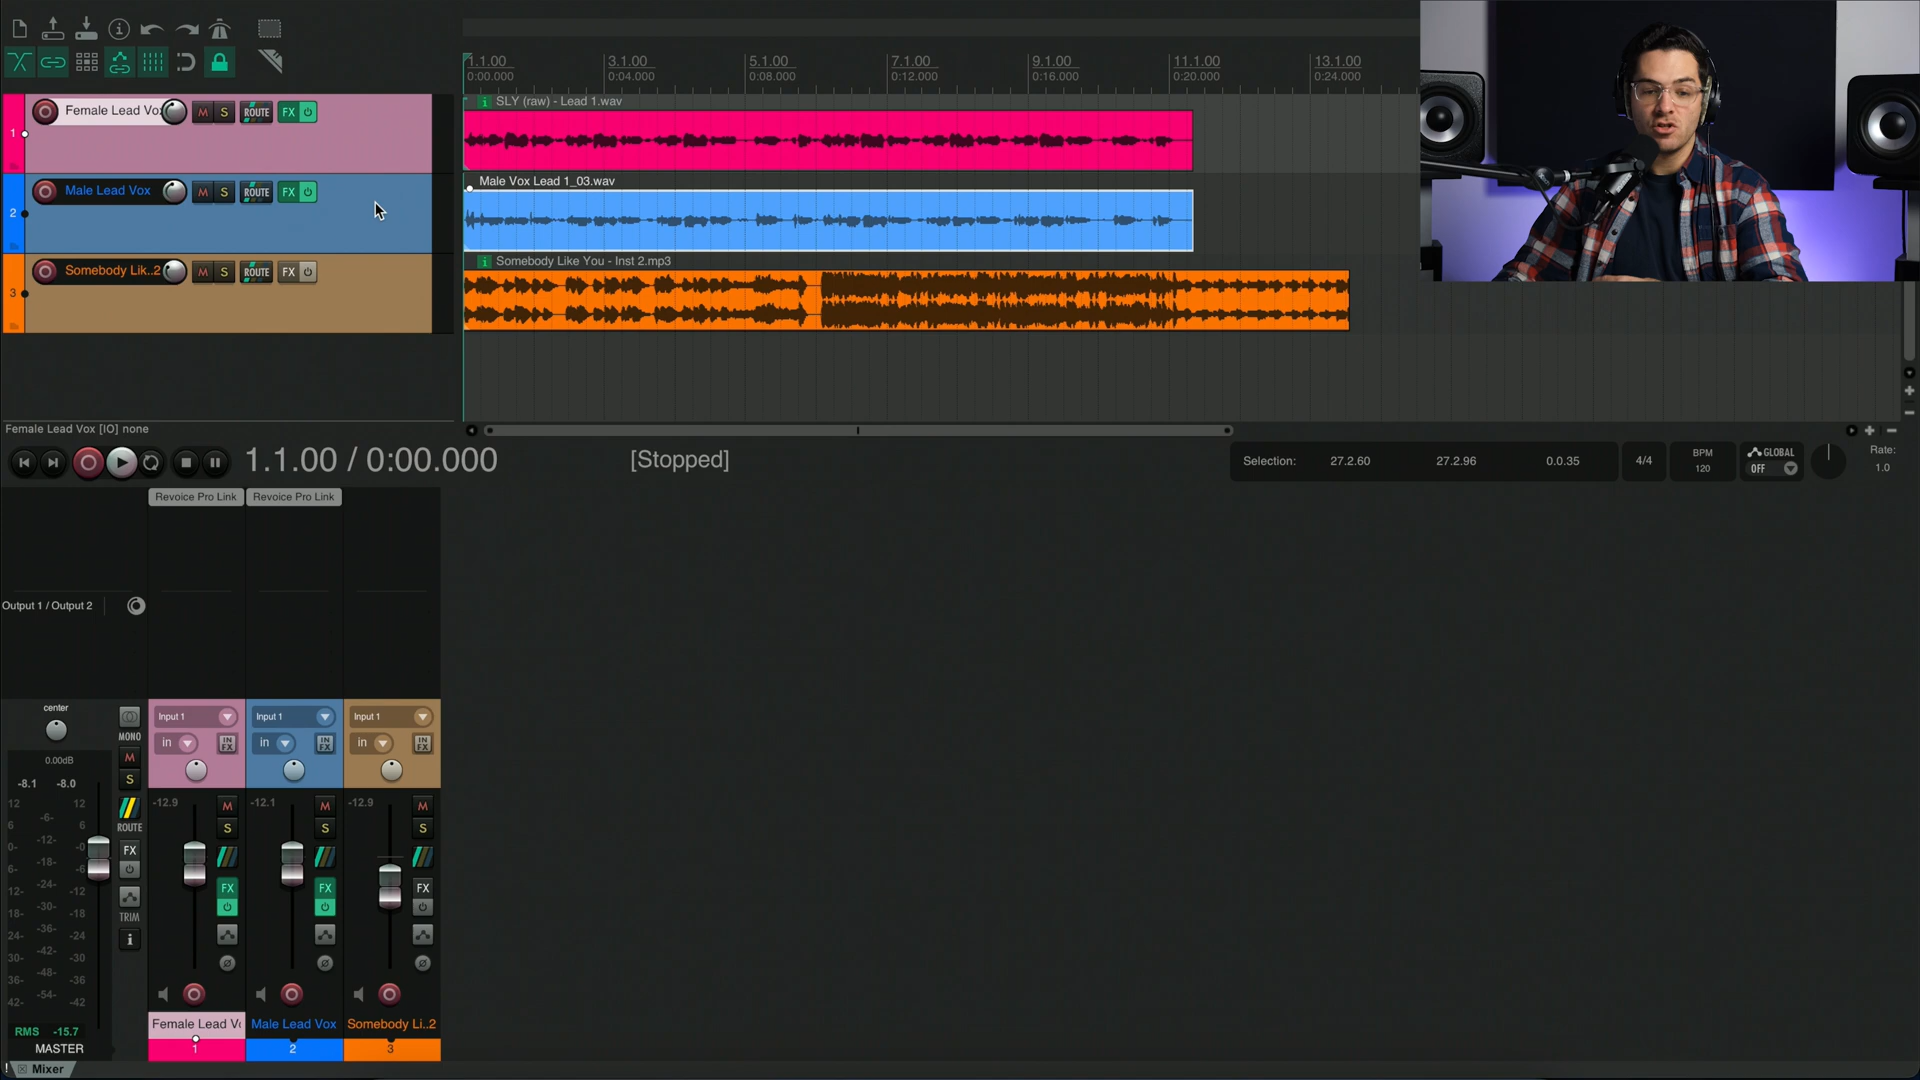 1.1.00
0:00.000
3.1.00
0:04.000
5.1.00
0:08.000
7.1.00
0:12.000
9.1.00
0:16.000
11.1.00
0:20.000
13.1.00
0:24.000
1
Female Lead Vox
M S ROUTE FX
i SLY (raw) - Lead 1.wav
2
Male Lead Vox
M S ROUTE FX
Male Vox Lead 1_03.wav
3
Somebody Lik..2
M S ROUTE FX
i Somebody Like You - Inst 2.mp3
Female Lead Vox [IO] none
1.1.00 / 0:00.000
[Stopped]
Selection: 27.2.60 27.2.96 0.0.35
4/4
BPM
120
GLOBAL
OFF
Rate:
1.0
Revoice Pro Link
Revoice Pro Link
Output 1 / Output 2
center
MONO
0.00dB
-8.1 -8.0
M
S
ROUTE
FX
TRIM
i
12 12
6 -6- 6
0- -12- -0
6- -18- -6
12- -24- -12
18- -30- -18
24- -36- -24
30- -42- -30
36- -48- -36
42- -54- -42
RMS -15.7
MASTER
Input 1
in
IN
FX
-12.9
M
S
FX
Female Lead Vo
1
Input 1
in
IN
FX
-12.1
M
S
FX
Male Lead Vox
2
Input 1
in
IN
FX
-12.9
M
S
FX
Somebody Li..2
3
! Mixer